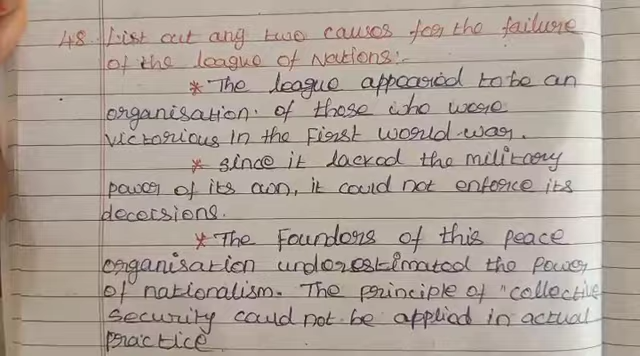 48. List out any two causes for the failure
of the league of Nations:-
* The league appeared to be an
organisation. of those who were
victorious in the First world war.
* since it lacked the military
power of its own, it could not enforce its
decersions.
* The Founders of this peace
organisation underestimated the power
of nationalism. The principle of "collective
security could not be applied in actual
practice